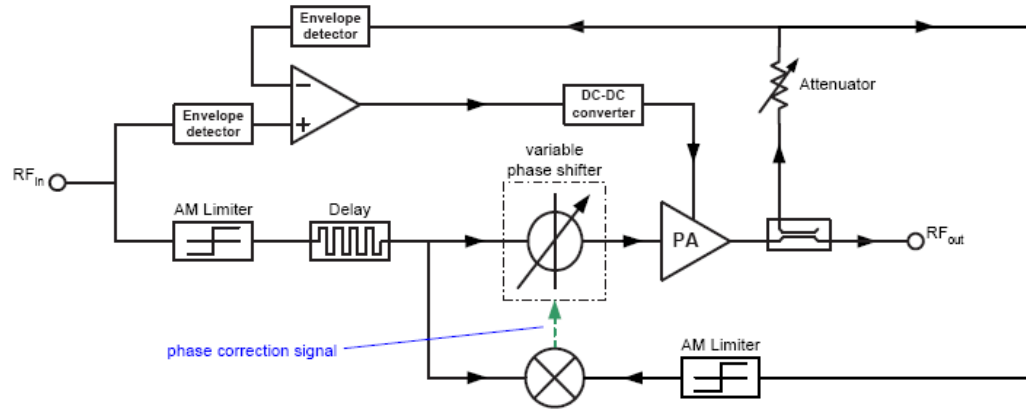 Envelope
detector
−
+
Envelope
detector
DC-DC
converter
Attenuator
variable
phase shifter
RFin
AM Limiter
Delay
PA
RFout
phase correction signal
AM Limiter